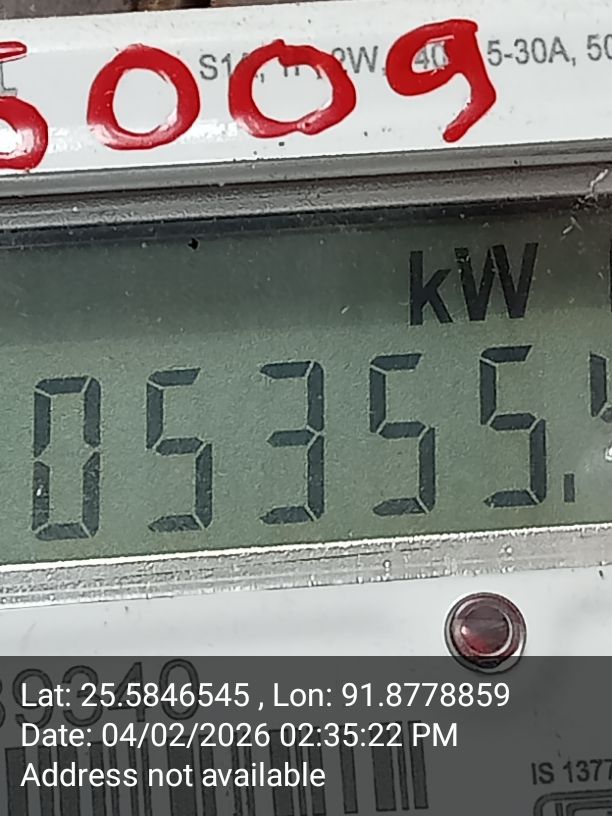 5009
5-30A, 50
kW
05355.
39340
Lat: 25.5846545 , Lon: 91.8778859
Date: 04/02/2026 02:35:22 PM
Address not available
IS 1377